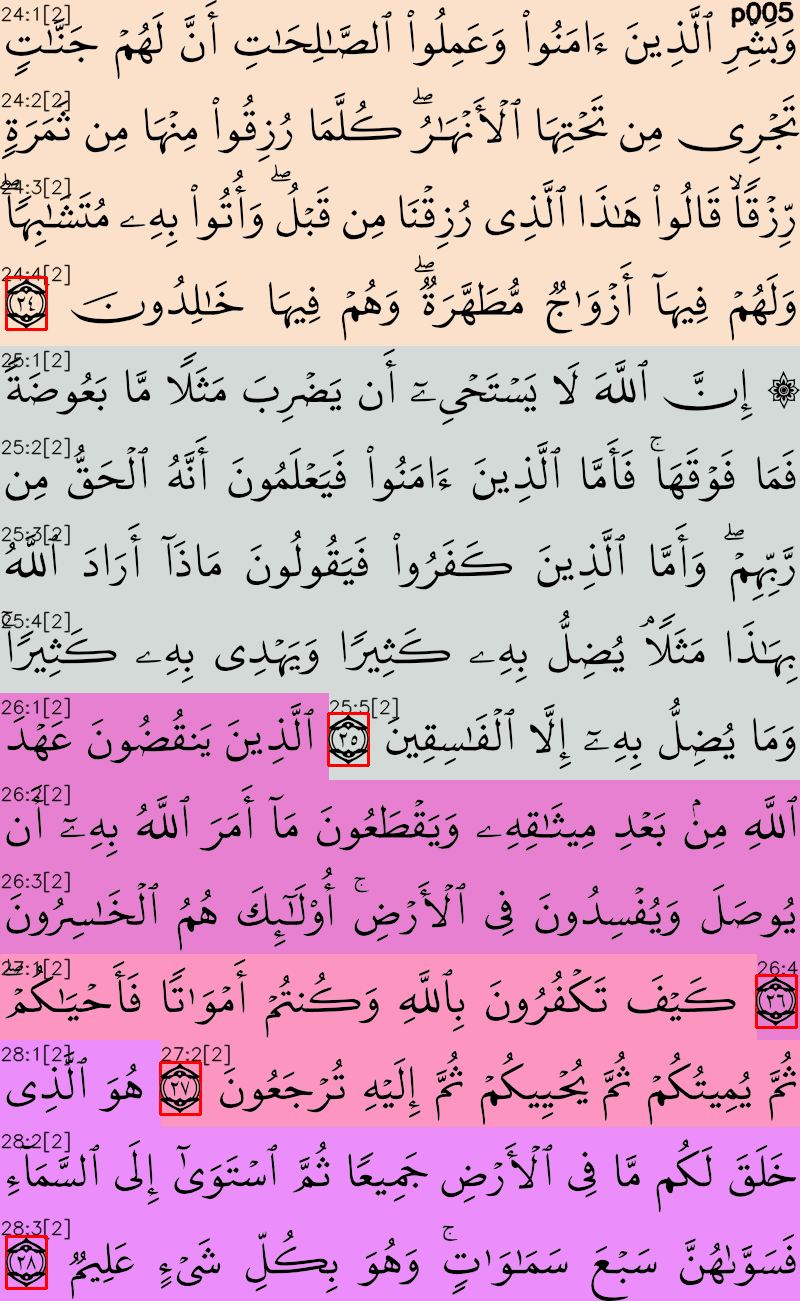 24:1[2] p005
وَبَشِّرِ ٱلَّذِينَ ءَامَنُوا۟ وَعَمِلُوا۟ ٱلصَّـٰلِحَـٰتِ أَنَّ لَهُمْ جَنَّـٰتٍ
24:2[2]
تَجْرِى مِن تَحْتِهَا ٱلْأَنْهَـٰرُ ۖ كُلَّمَا رُزِقُوا۟ مِنْهَا مِن ثَمَرَةٍ
24:3[2]
رِّزْقًا ۙ قَالُوا۟ هَـٰذَا ٱلَّذِى رُزِقْنَا مِن قَبْلُ ۖ وَأُتُوا۟ بِهِۦ مُتَشَـٰبِهًا ۖ
24:4[2]
وَلَهُمْ فِيهَآ أَزْوَٰجٌ مُّطَهَّرَةٌ ۖ وَهُمْ فِيهَا خَـٰلِدُونَ ٢٤
25:1[2]
۞ إِنَّ ٱللَّهَ لَا يَسْتَحْىِۦٓ أَن يَضْرِبَ مَثَلًا مَّا بَعُوضَةً
25:2[2]
فَمَا فَوْقَهَا ۚ فَأَمَّا ٱلَّذِينَ ءَامَنُوا۟ فَيَعْلَمُونَ أَنَّهُ ٱلْحَقُّ مِن
25:3[2]
رَّبِّهِمْ ۖ وَأَمَّا ٱلَّذِينَ كَفَرُوا۟ فَيَقُولُونَ مَاذَآ أَرَادَ ٱللَّهُ
25:4[2]
بِهَـٰذَا مَثَلًا ۘ يُضِلُّ بِهِۦ كَثِيرًا وَيَهْدِى بِهِۦ كَثِيرًا ۚ
26:1[2] 25:5[2]
وَمَا يُضِلُّ بِهِۦٓ إِلَّا ٱلْفَـٰسِقِينَ ٢٥ ٱلَّذِينَ يَنقُضُونَ عَهْدَ
26:2[2]
ٱللَّهِ مِنۢ بَعْدِ مِيثَـٰقِهِۦ وَيَقْطَعُونَ مَآ أَمَرَ ٱللَّهُ بِهِۦٓ أَن
26:3[2]
يُوصَلَ وَيُفْسِدُونَ فِى ٱلْأَرْضِ ۚ أُو۟لَـٰٓئِكَ هُمُ ٱلْخَـٰسِرُونَ
27:1[2] 26:4
٢٦ كَيْفَ تَكْفُرُونَ بِٱللَّهِ وَكُنتُمْ أَمْوَٰتًا فَأَحْيَـٰكُمْ ۖ
28:1[2] 27:2[2]
ثُمَّ يُمِيتُكُمْ ثُمَّ يُحْيِيكُمْ ثُمَّ إِلَيْهِ تُرْجَعُونَ ٢٧ هُوَ ٱلَّذِى
28:2[2]
خَلَقَ لَكُم مَّا فِى ٱلْأَرْضِ جَمِيعًا ثُمَّ ٱسْتَوَىٰٓ إِلَى ٱلسَّمَآءِ
28:3[2]
فَسَوَّىٰهُنَّ سَبْعَ سَمَـٰوَٰتٍ ۚ وَهُوَ بِكُلِّ شَىْءٍ عَلِيمٌ ٢٨